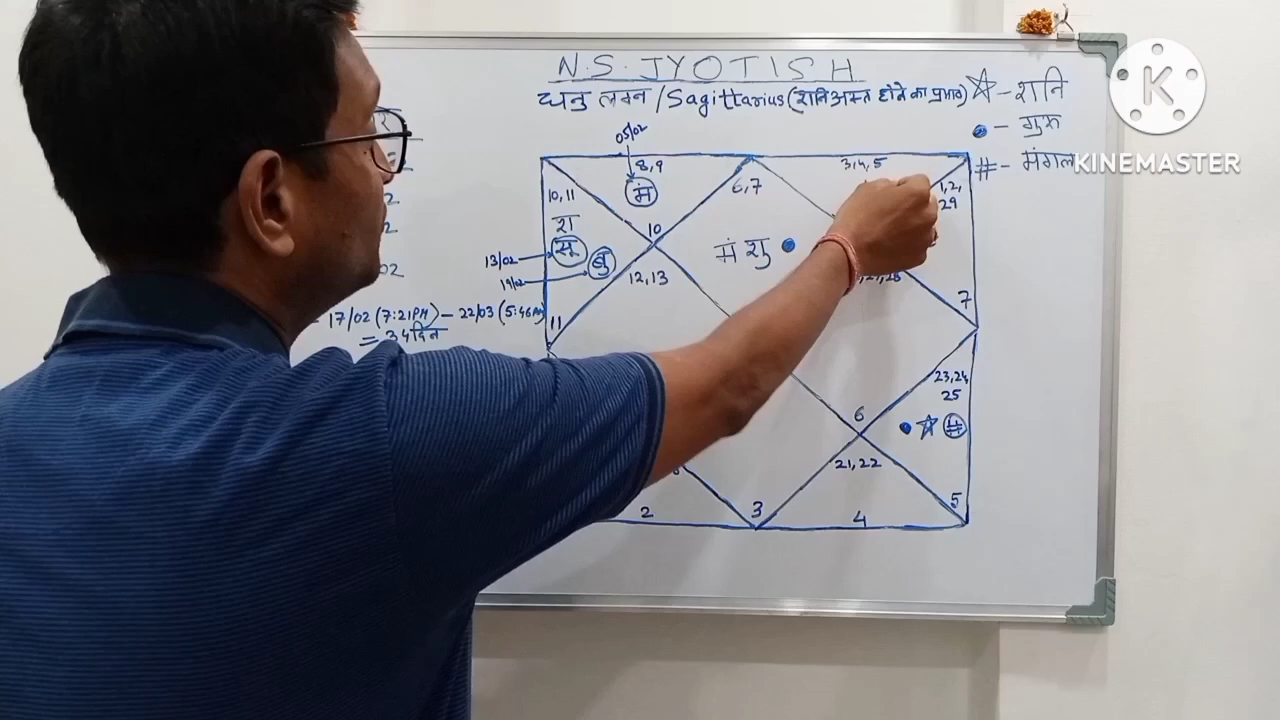 N.S. JYOTISH
धनु लग्न / Sagittarius (शनि अस्त होने का प्रभाव)
☆ - शनि
● - गुरु
# - मंगल
K
KINEMASTER
05/02
8,9
मं
6,7
3,4,5
1,2,
29
10,11
श
सू
बु
10
मं शु ●
13/02
19/02
12,13
7
11
17/02 (7:21PM) - 22/03
= 34 दिन
02
23,24
25
6
● ☆ #
21,22
2
3
4
5